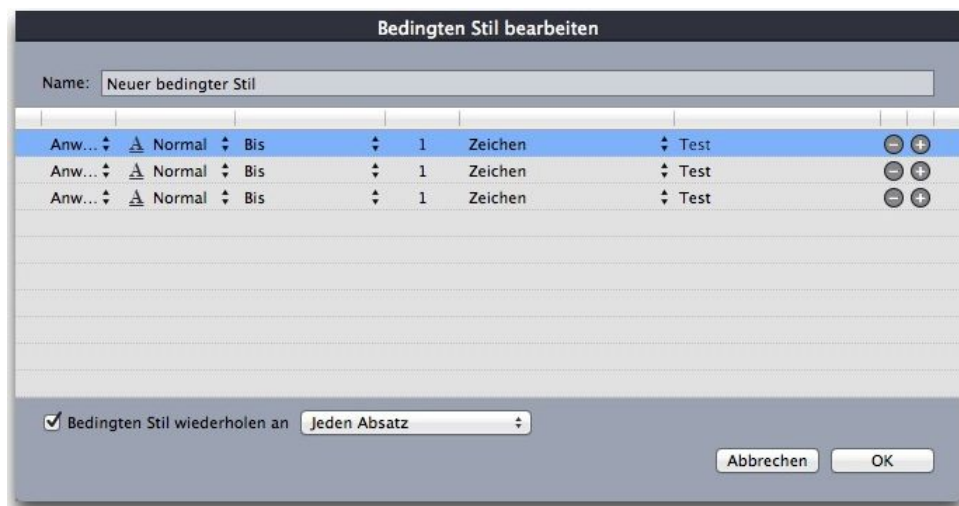 Bedingten Stil bearbeiten
Name: Neuer bedingter Stil
Anw... A Normal Bis 1 Zeichen Test
Anw... A Normal Bis 1 Zeichen Test
Anw... A Normal Bis 1 Zeichen Test
Bedingten Stil wiederholen an Jeden Absatz
Abbrechen OK